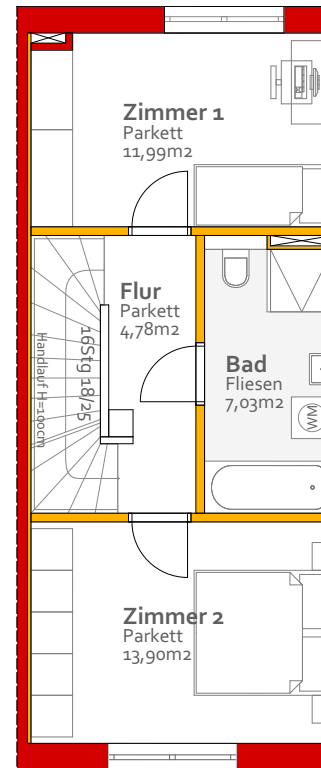 Zimmer 1
Parkett
11,99m2
Flur
Parkett
4,78m2
16Stg 18/25
Handlauf H=100cm
Bad
Fliesen
7,03m2
WM
Zimmer 2
Parkett
13,90m2